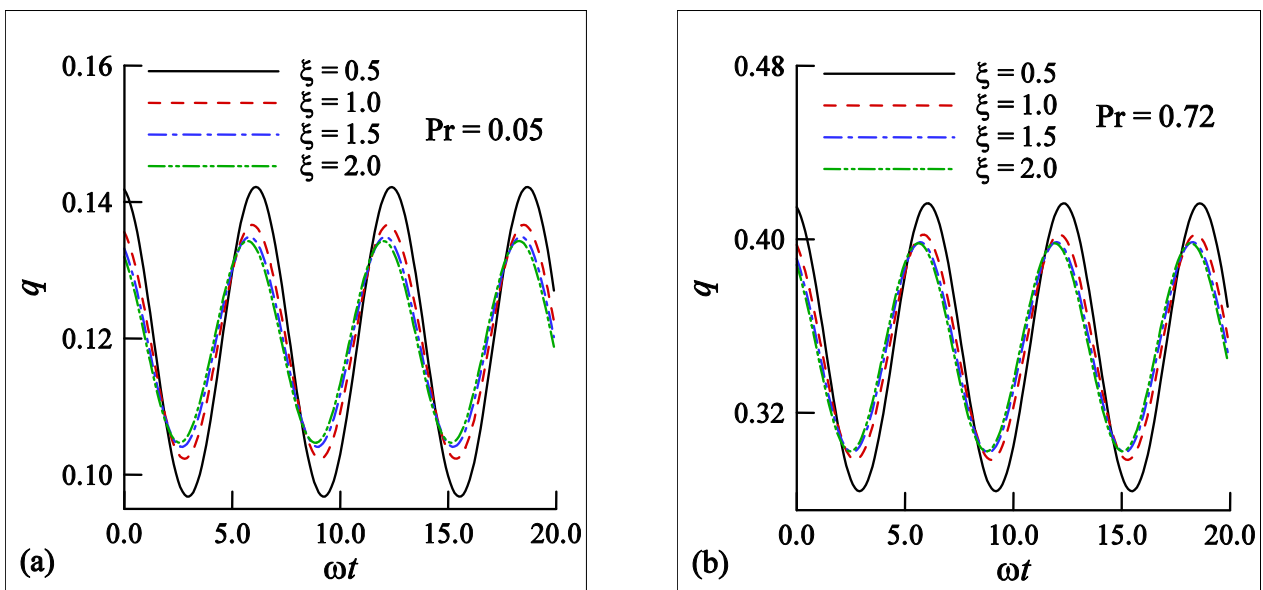 0.16
0.14
0.12
0.10
q
ξ = 0.5
ξ = 1.0
ξ = 1.5
ξ = 2.0
Pr = 0.05
0.0 5.0 10.0 15.0 20.0
(a)
ωt
0.48
0.40
0.32
q
ξ = 0.5
ξ = 1.0
ξ = 1.5
ξ = 2.0
Pr = 0.72
0.0 5.0 10.0 15.0 20.0
(b)
ωt